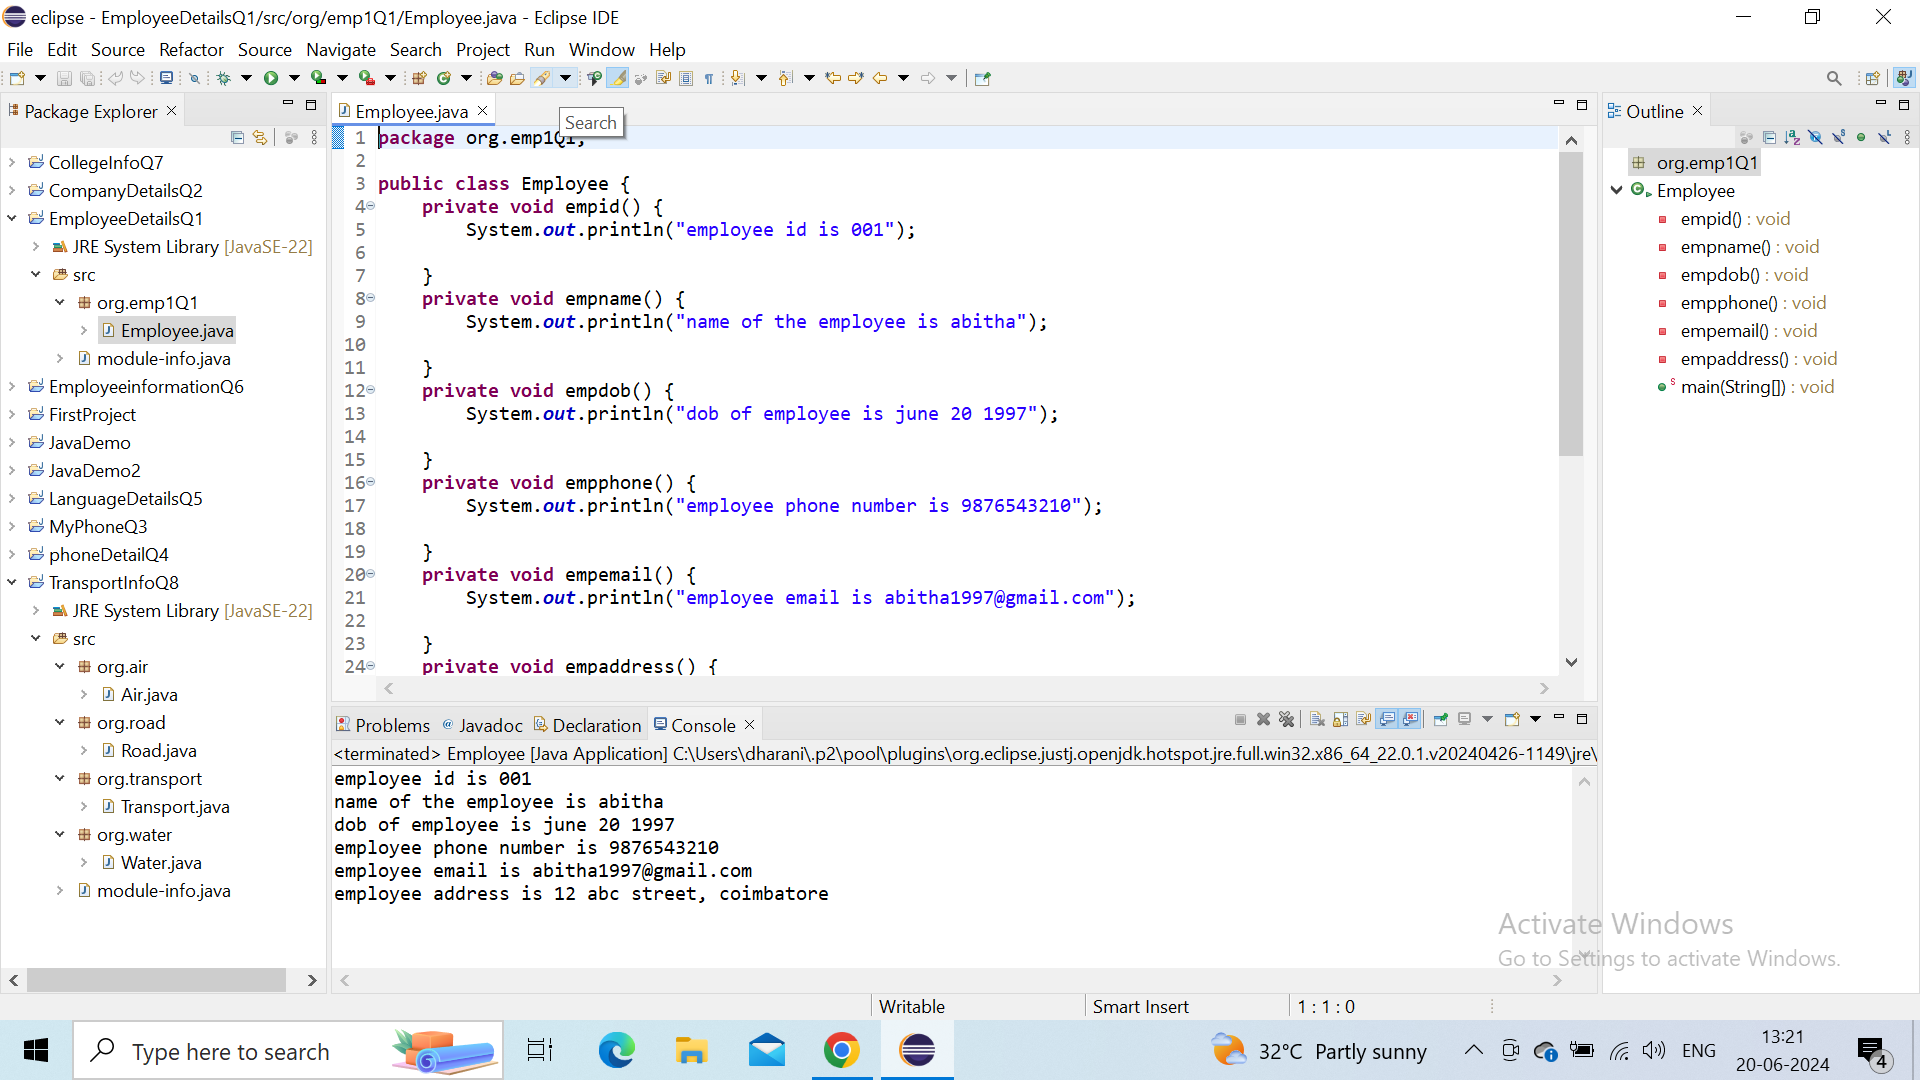 eclipse - EmployeeDetailsQ1/src/org/emp1Q1/Employee.java - Eclipse IDE
File Edit Source Refactor Source Navigate Search Project Run Window Help
Package Explorer
CollegeInfoQ7
CompanyDetailsQ2
EmployeeDetailsQ1
JRE System Library [JavaSE-22]
src
org.emp1Q1
Employee.java
module-info.java
EmployeeinformationQ6
FirstProject
JavaDemo
JavaDemo2
LanguageDetailsQ5
MyPhoneQ3
phoneDetailQ4
TransportInfoQ8
JRE System Library [JavaSE-22]
src
org.air
Air.java
org.road
Road.java
org.transport
Transport.java
org.water
Water.java
module-info.java
Employee.java
Search
1 package org.emp1Q1;
2
3 public class Employee {
4 private void empid() {
5 System.out.println("employee id is 001");
6
7 }
8 private void empname() {
9 System.out.println("name of the employee is abitha");
10
11 }
12 private void empdob() {
13 System.out.println("dob of employee is june 20 1997");
14
15 }
16 private void empphone() {
17 System.out.println("employee phone number is 9876543210");
18
19 }
20 private void empemail() {
21 System.out.println("employee email is abitha1997@gmail.com");
22
23 }
24 private void empaddress() {
Problems Javadoc Declaration Console
<terminated> Employee [Java Application] C:\Users\dharani\.p2\pool\plugins\org.eclipse.justj.openjdk.hotspot.jre.full.win32.x86_64_22.0.1.v20240426-1149\jre\
employee id is 001
name of the employee is abitha
dob of employee is june 20 1997
employee phone number is 9876543210
employee email is abitha1997@gmail.com
employee address is 12 abc street, coimbatore
Outline
org.emp1Q1
Employee
empid() : void
empname() : void
empdob() : void
empphone() : void
empemail() : void
empaddress() : void
main(String[]) : void
Activate Windows
Go to Settings to activate Windows.
Writable Smart Insert 1 : 1 : 0
Type here to search
32°C Partly sunny
ENG
13:21
20-06-2024
4